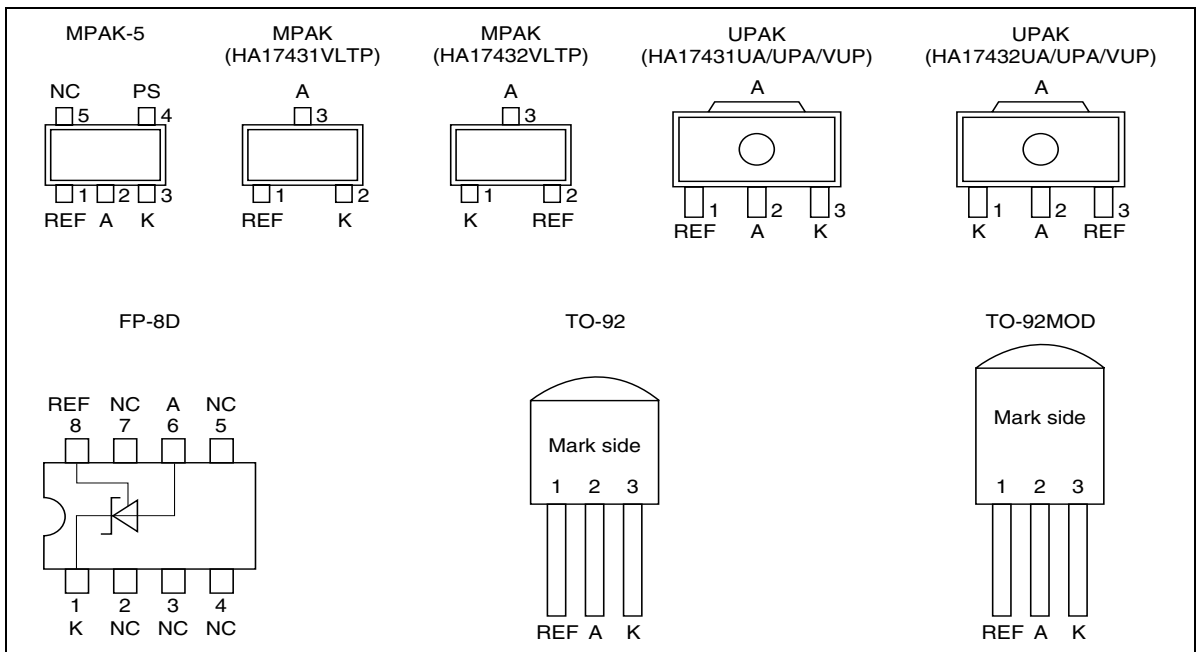 MPAK-5
NC PS
5 4
1 2 3
REF A K
MPAK
(HA17431VLTP)
A
3
1 2
REF K
MPAK
(HA17432VLTP)
A
3
1 2
K REF
UPAK
(HA17431UA/UPA/VUP)
A
1 2 3
REF A K
UPAK
(HA17432UA/UPA/VUP)
A
1 2 3
K A REF
FP-8D
REF NC A NC
8 7 6 5
1 2 3 4
K NC NC NC
TO-92
Mark side
1 2 3
REF A K
TO-92MOD
Mark side
1 2 3
REF A K